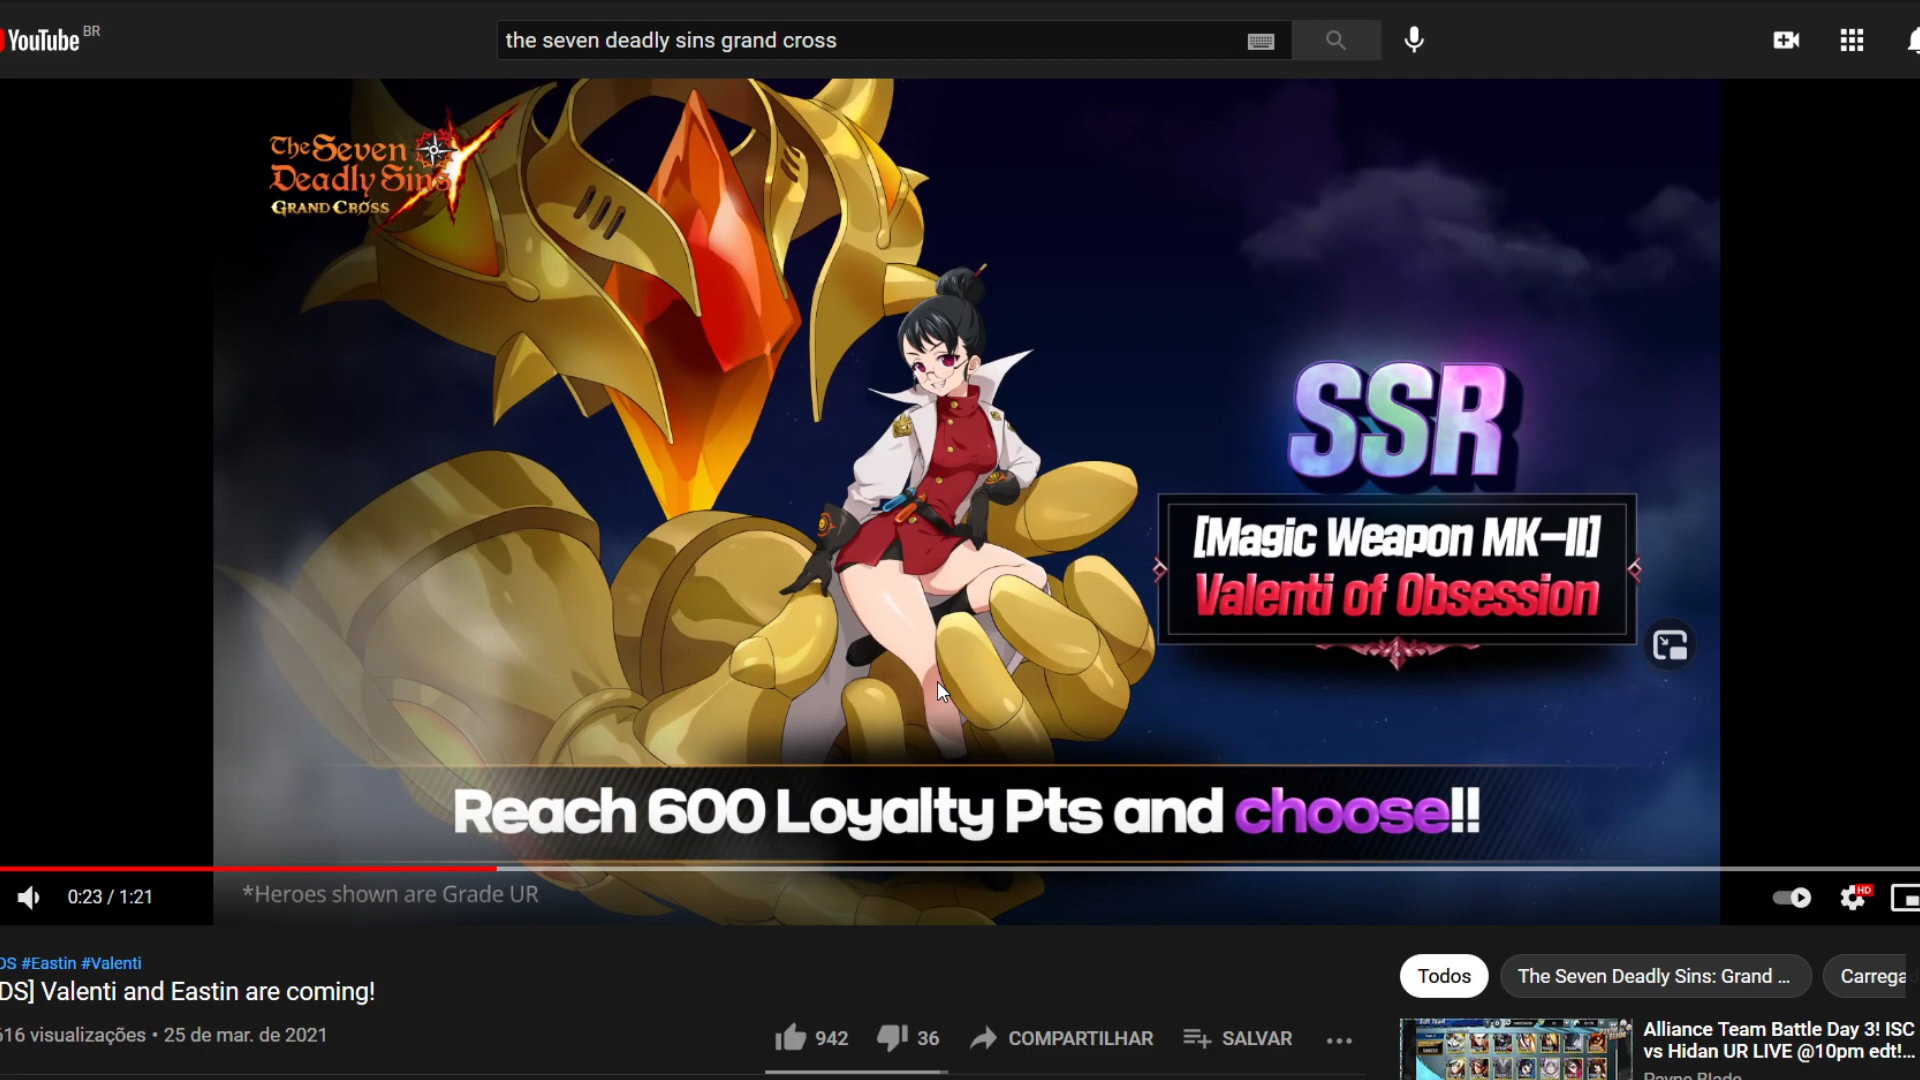 YouTube BR
the seven deadly sins grand cross
The Seven
Deadly Sins
GRAND CROSS
SSR
[Magic Weapon MK-II]
Valenti of Obsession
Reach 600 Loyalty Pts and choose!!
0:23 / 1:21
*Heroes shown are Grade UR
HD
DS #Eastin #Valenti
DS] Valenti and Eastin are coming!
616 visualizações • 25 de mar. de 2021
942
36
COMPARTILHAR
SALVAR
Todos
The Seven Deadly Sins: Grand ...
Carrega
Alliance Team Battle Day 3! ISC
vs Hidan UR LIVE @10pm edt!...